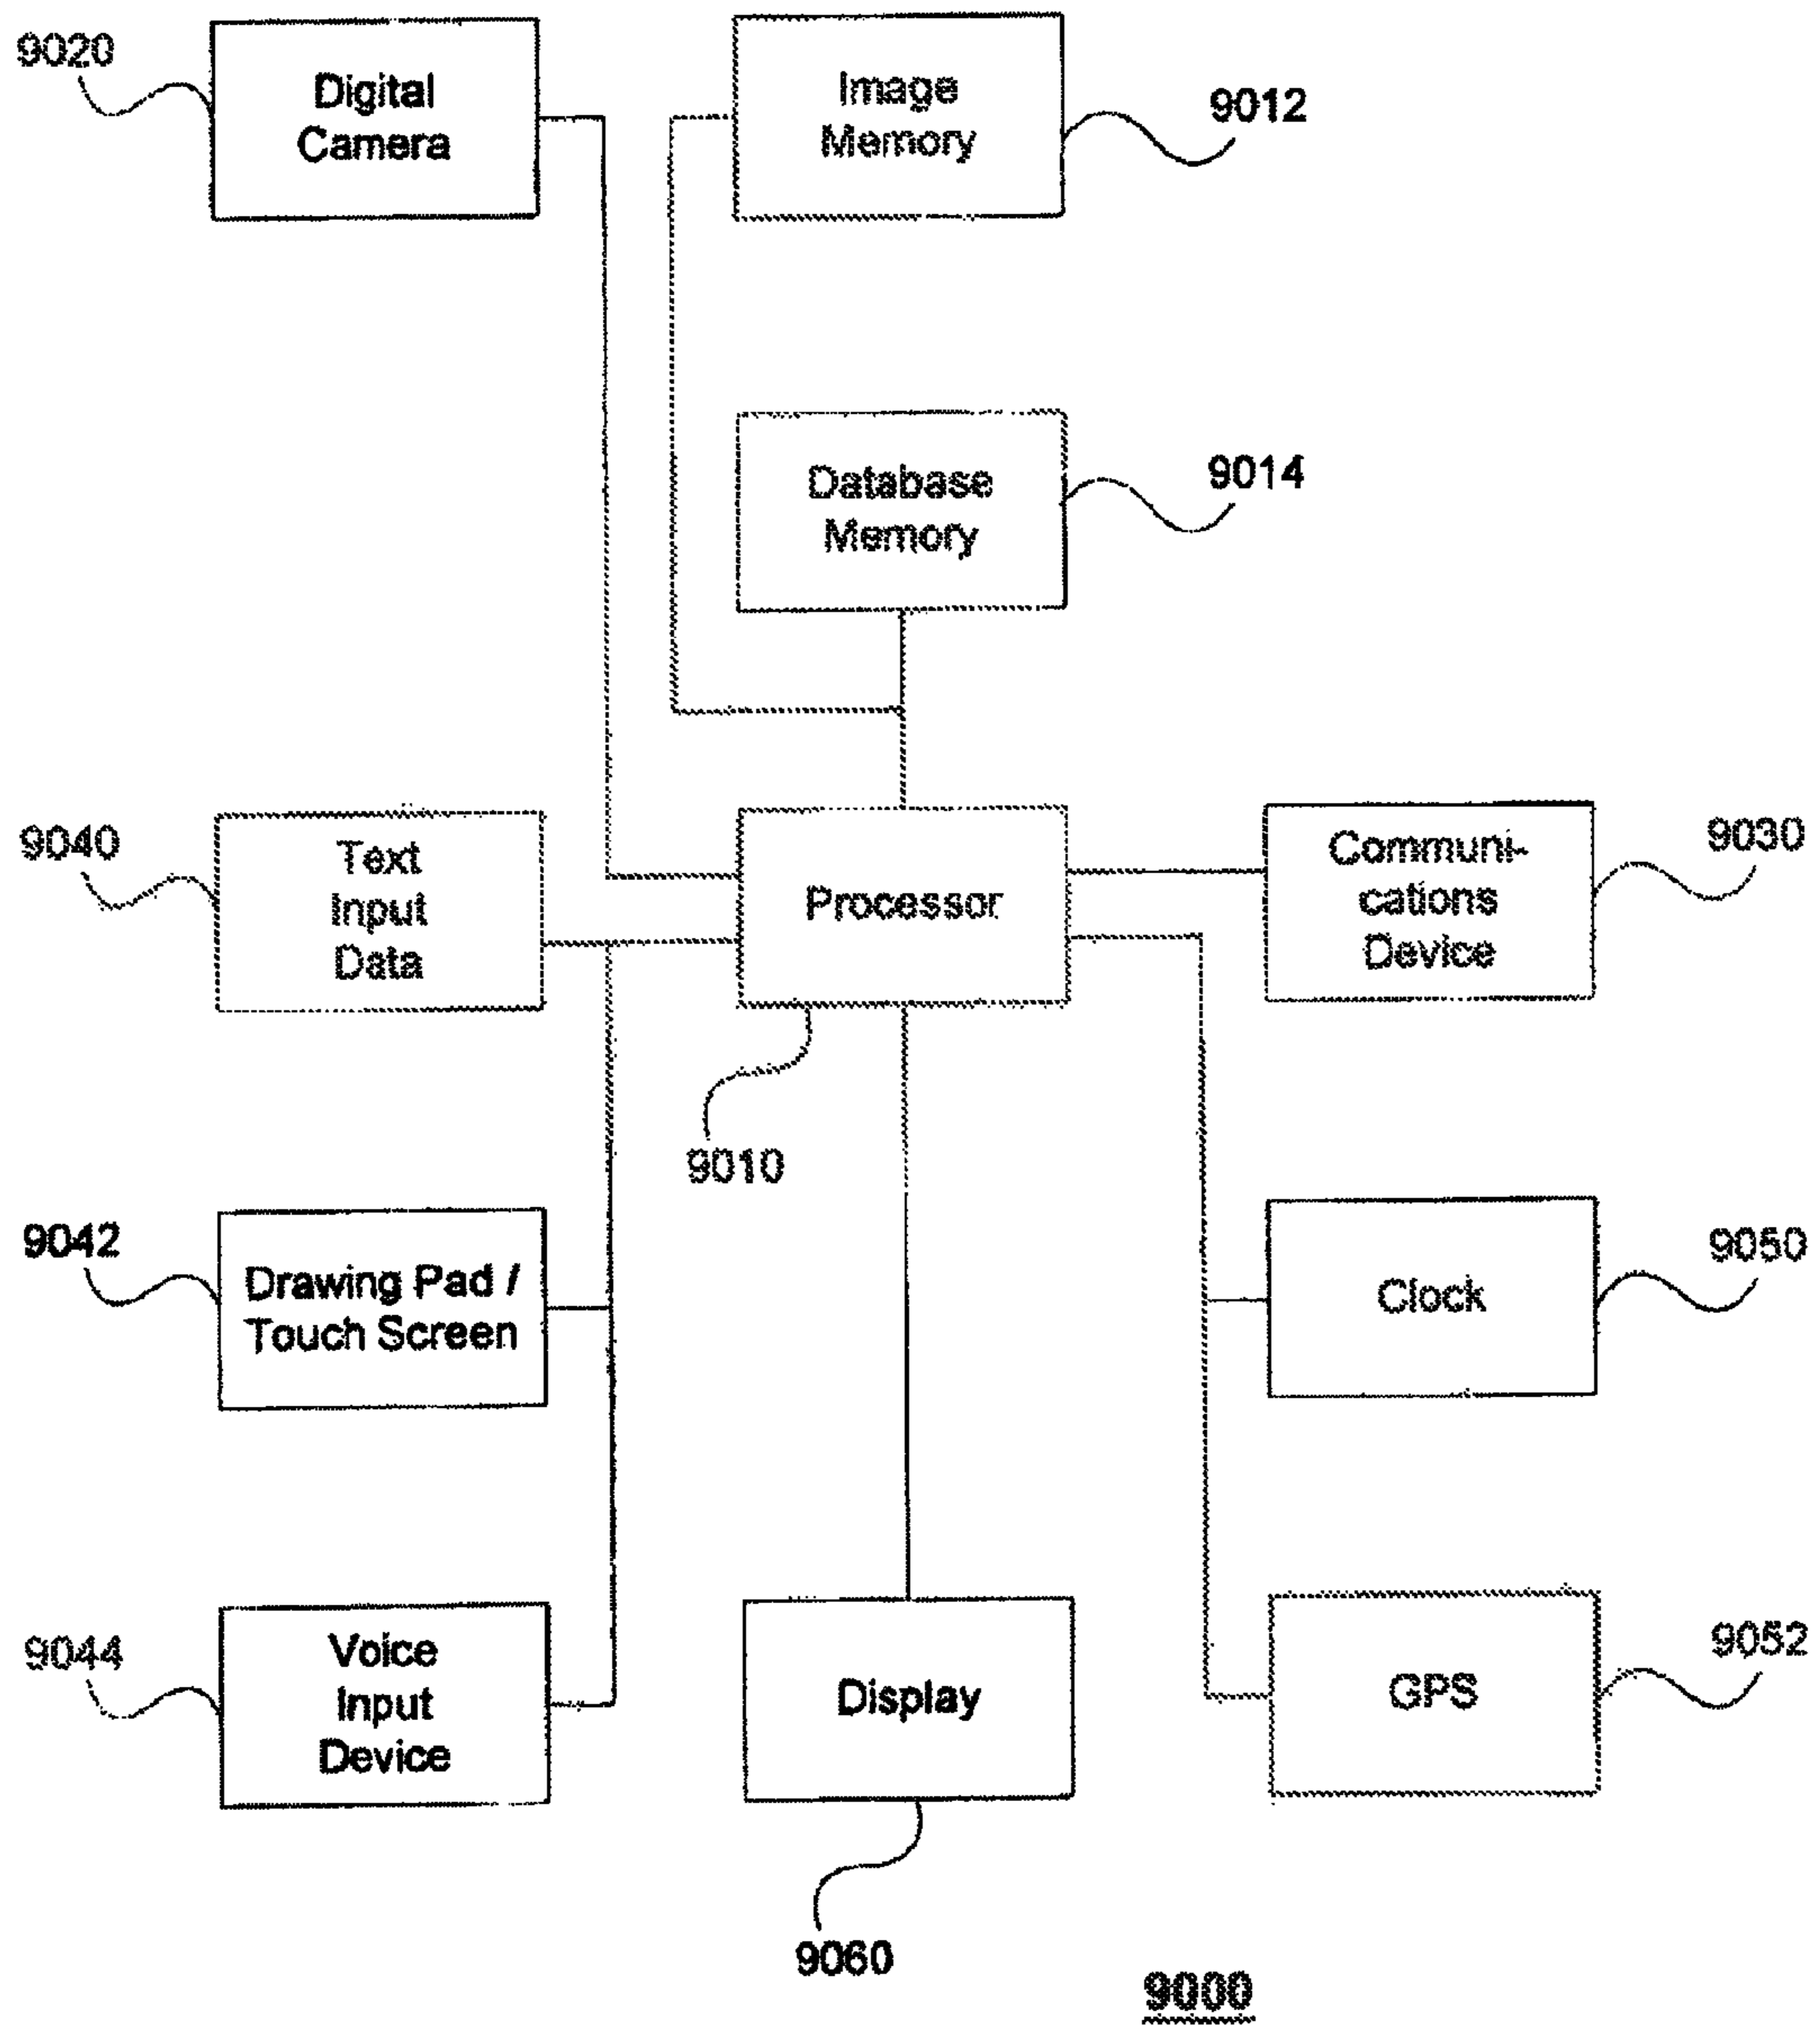 9020
Digital
Camera
Image
Memory
9012
Database
Memory
9014
9040
Text
Input
Data
Processor
9010
Communi-
cations
Device
9030
9042
Drawing Pad /
Touch Screen
Clock
9050
9044
Voice
Input
Device
Display
9060
GPS
9052
9000